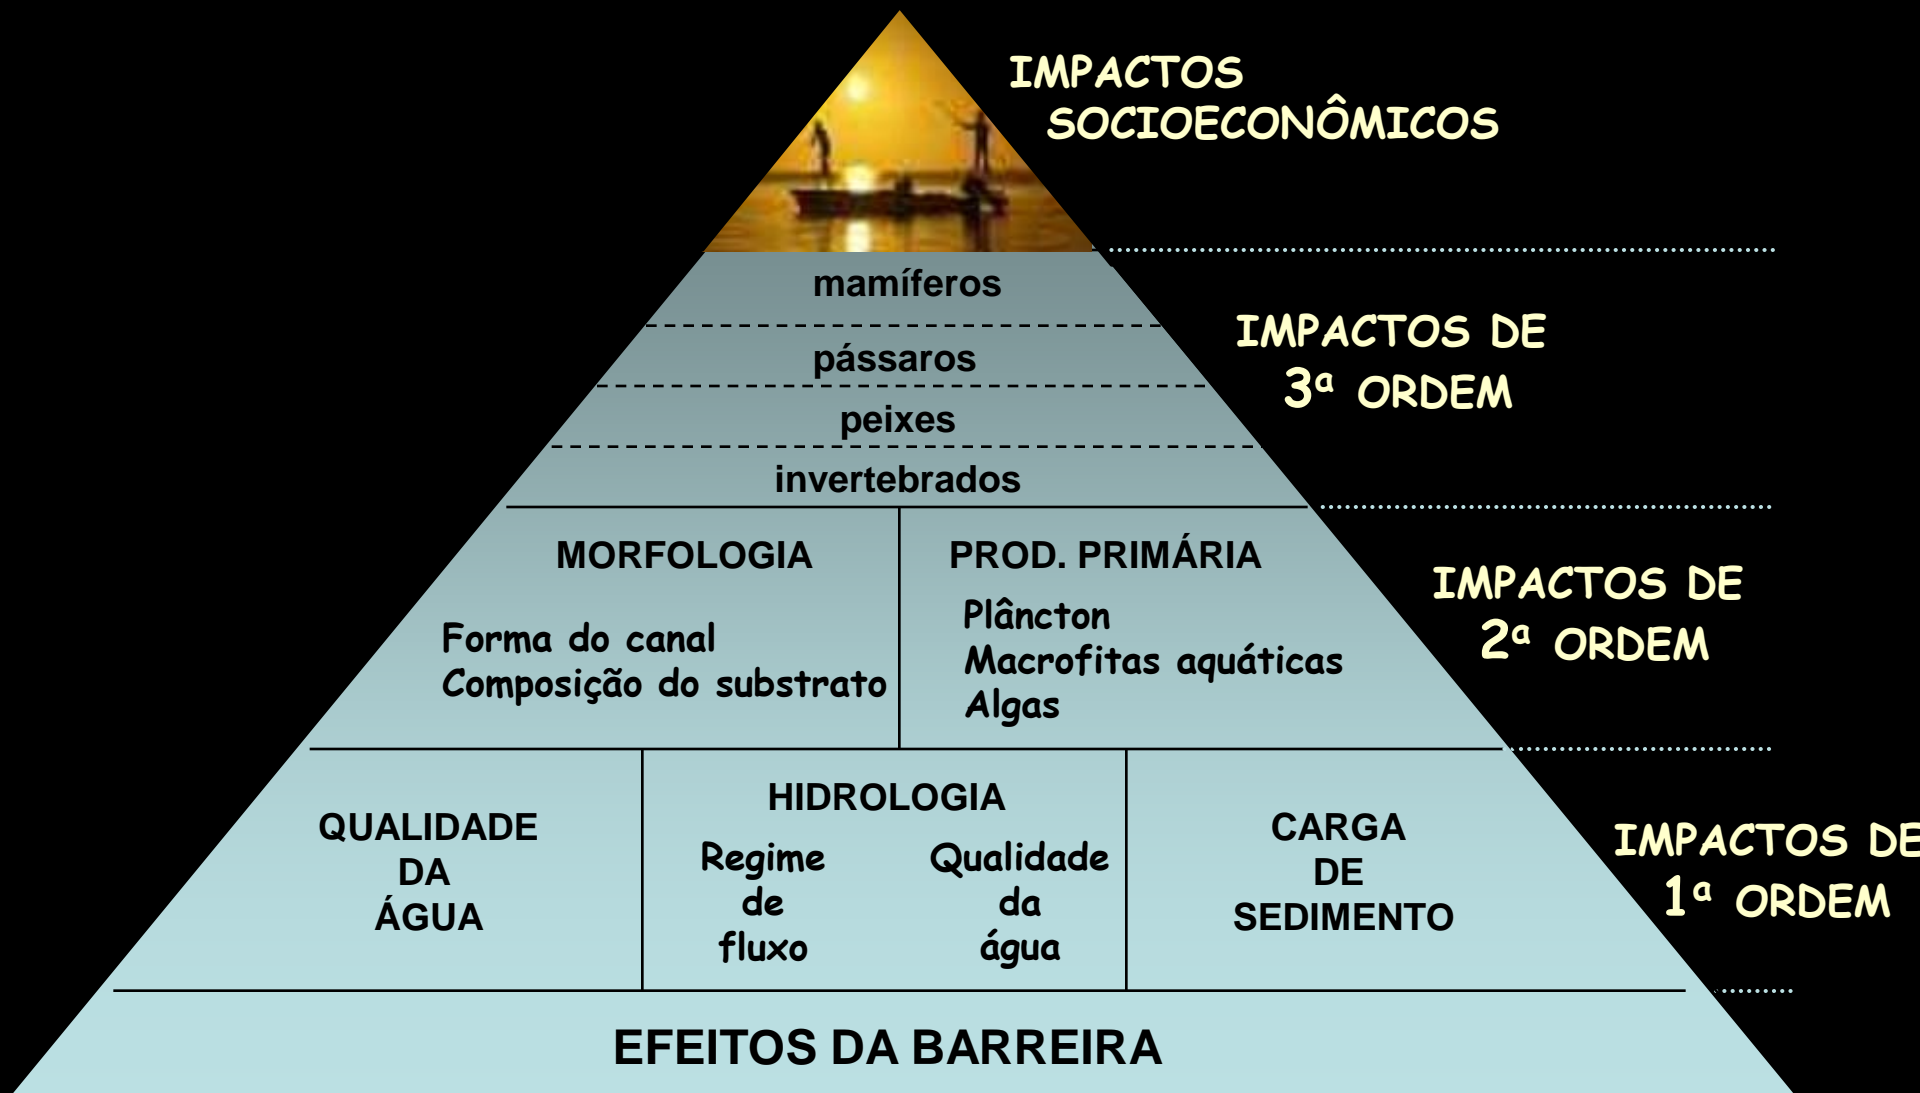 IMPACTOS
SOCIOECONÔMICOS
mamíferos
pássaros
peixes
invertebrados
IMPACTOS DE
3ª ORDEM
MORFOLOGIA
Forma do canal
Composição do substrato
PROD. PRIMÁRIA
Plâncton
Macrofitas aquáticas
Algas
IMPACTOS DE
2ª ORDEM
QUALIDADE
DA
ÁGUA
HIDROLOGIA
Regime
de
fluxo
Qualidade
da
água
CARGA
DE
SEDIMENTO
IMPACTOS DE
1ª ORDEM
EFEITOS DA BARREIRA